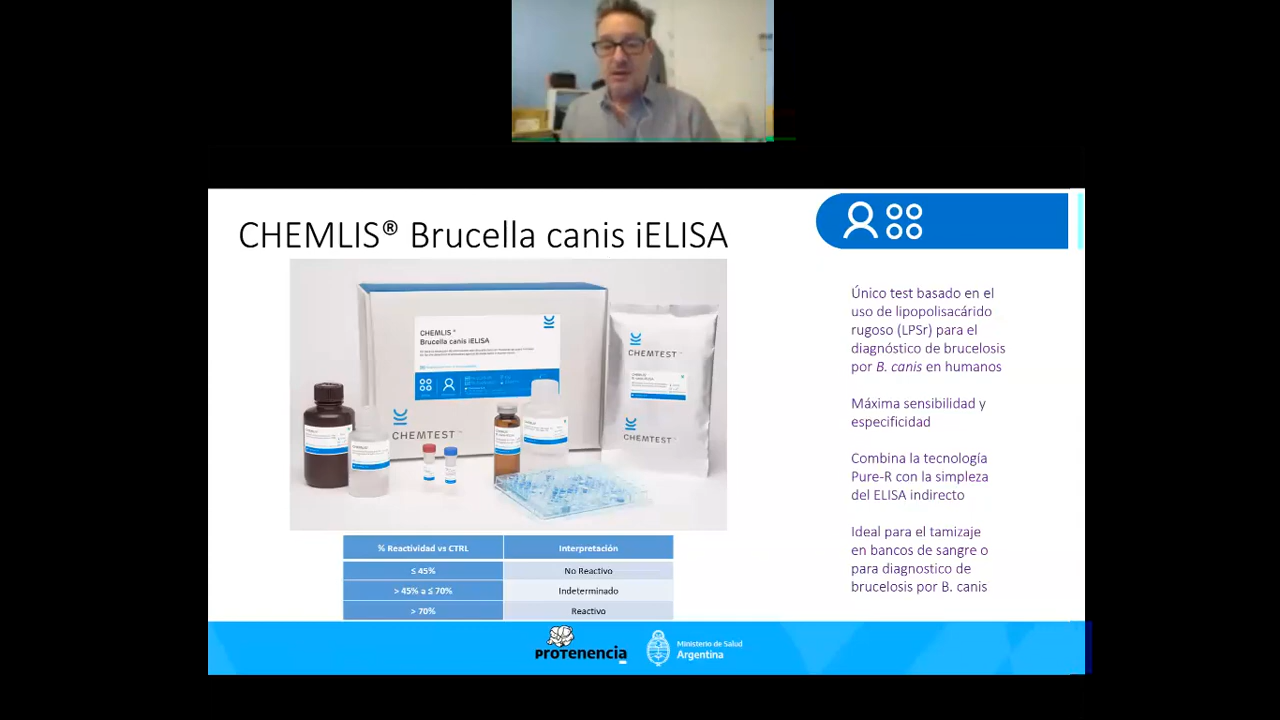 CHEMLIS® Brucella canis iELISA
CHEMLIS®
Brucella canis iELISA
CHEMTEST
CHEMTEST
CHEMTEST
Único test basado en el
uso de lipopolisacárido
rugoso (LPSr) para el
diagnóstico de brucelosis
por B. canis en humanos
Máxima sensibilidad y
especificidad
Combina la tecnología
Pure-R con la simpleza
del ELISA indirecto
Ideal para el tamizaje
en bancos de sangre o
para diagnostico de
brucelosis por B. canis
% Reactividad vs CTRL Interpretación
≤ 45% No Reactivo
> 45% a ≤ 70% Indeterminado
> 70% Reactivo
PROTENENCIA
Ministerio de Salud
Argentina